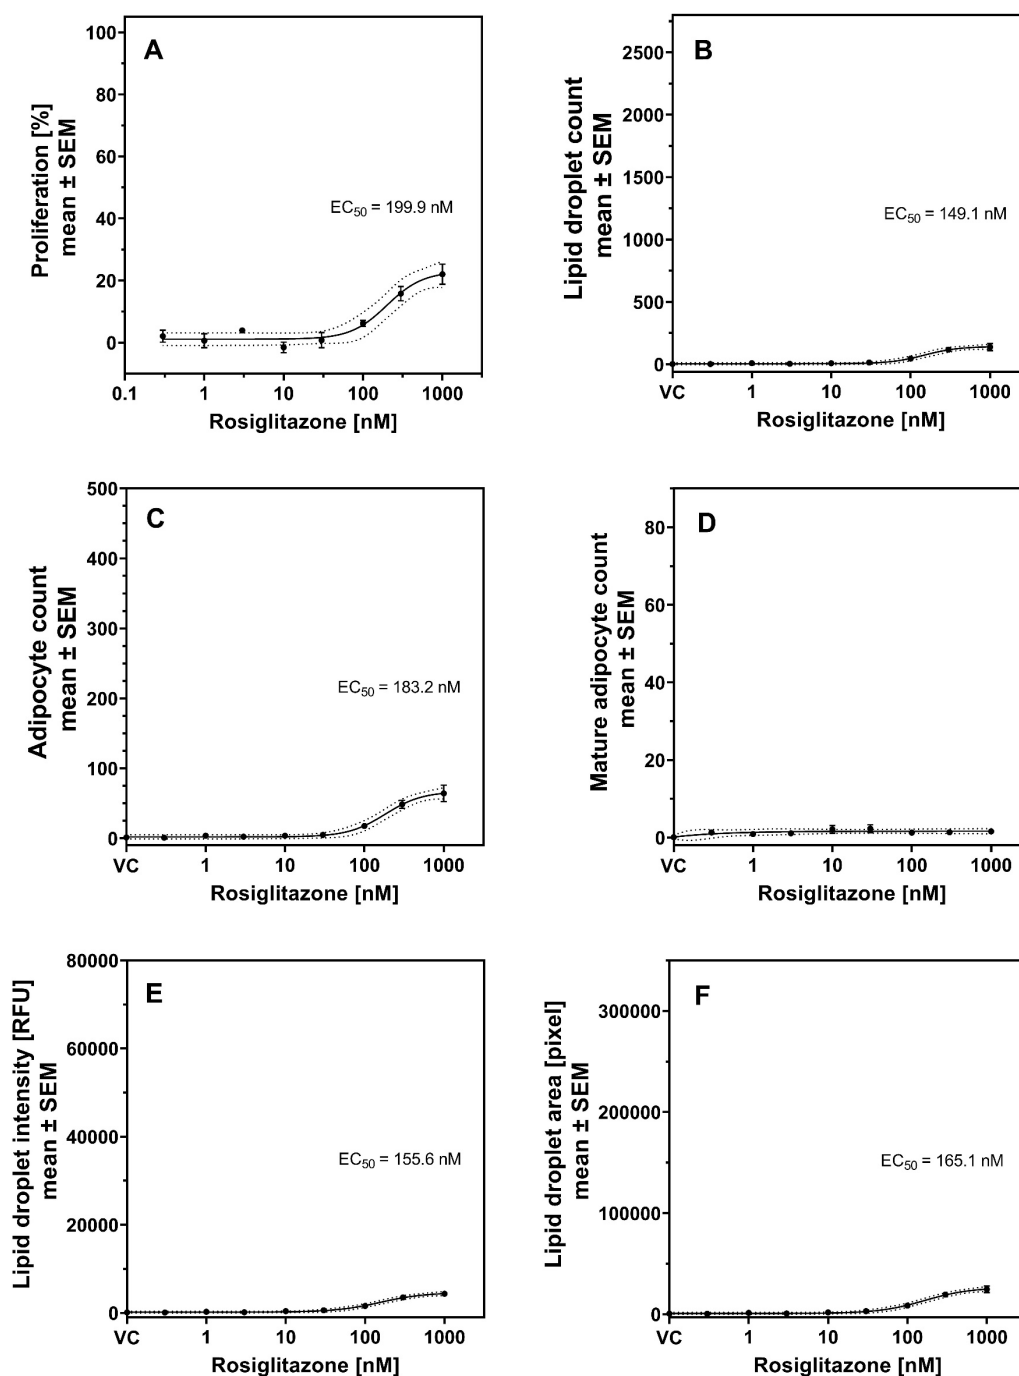 A
Proliferation [%]
mean ± SEM
100
80
60
40
20
0
EC50 = 199.9 nM
0.1
1
10
100
1000
Rosiglitazone [nM]
B
Lipid droplet count
mean ± SEM
2500
2000
1500
1000
500
0
EC50 = 149.1 nM
VC
1
10
100
1000
Rosiglitazone [nM]
C
Adipocyte count
mean ± SEM
500
400
300
200
100
0
EC50 = 183.2 nM
VC
1
10
100
1000
Rosiglitazone [nM]
D
Mature adipocyte count
mean ± SEM
80
60
40
20
0
VC
1
10
100
1000
Rosiglitazone [nM]
E
Lipid droplet intensity [RFU]
mean ± SEM
80000
60000
40000
20000
0
EC50 = 155.6 nM
VC
1
10
100
1000
Rosiglitazone [nM]
F
Lipid droplet area [pixel]
mean ± SEM
300000
200000
100000
0
EC50 = 165.1 nM
VC
1
10
100
1000
Rosiglitazone [nM]